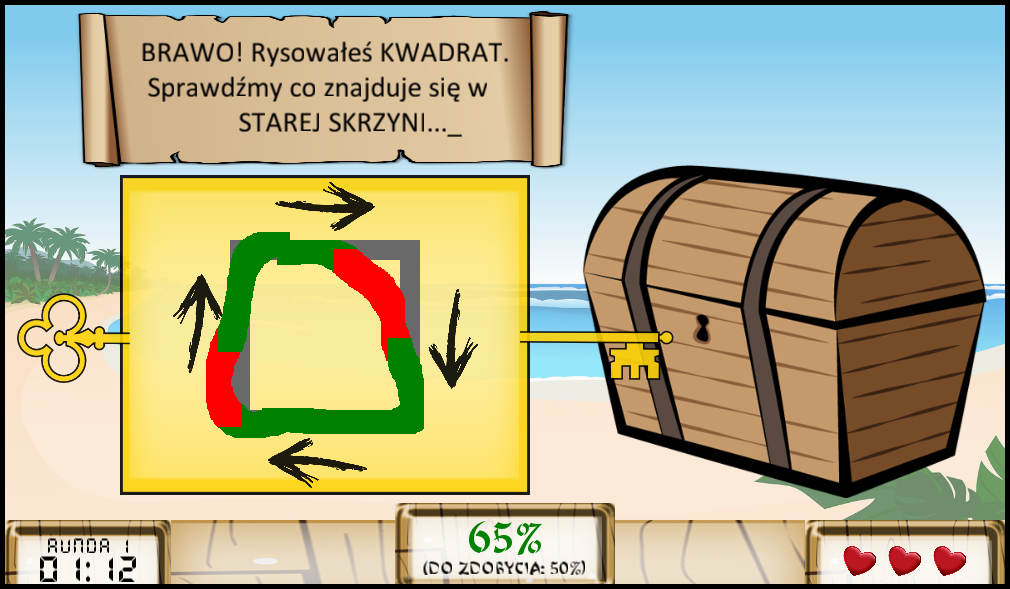 BRAWO! Rysowałeś KWADRAT.
Sprawdźmy co znajduje się w
STAREJ SKRZYNI..._
RUNDA 1
01:12
65%
(DO ZDOBYCIA: 50%)